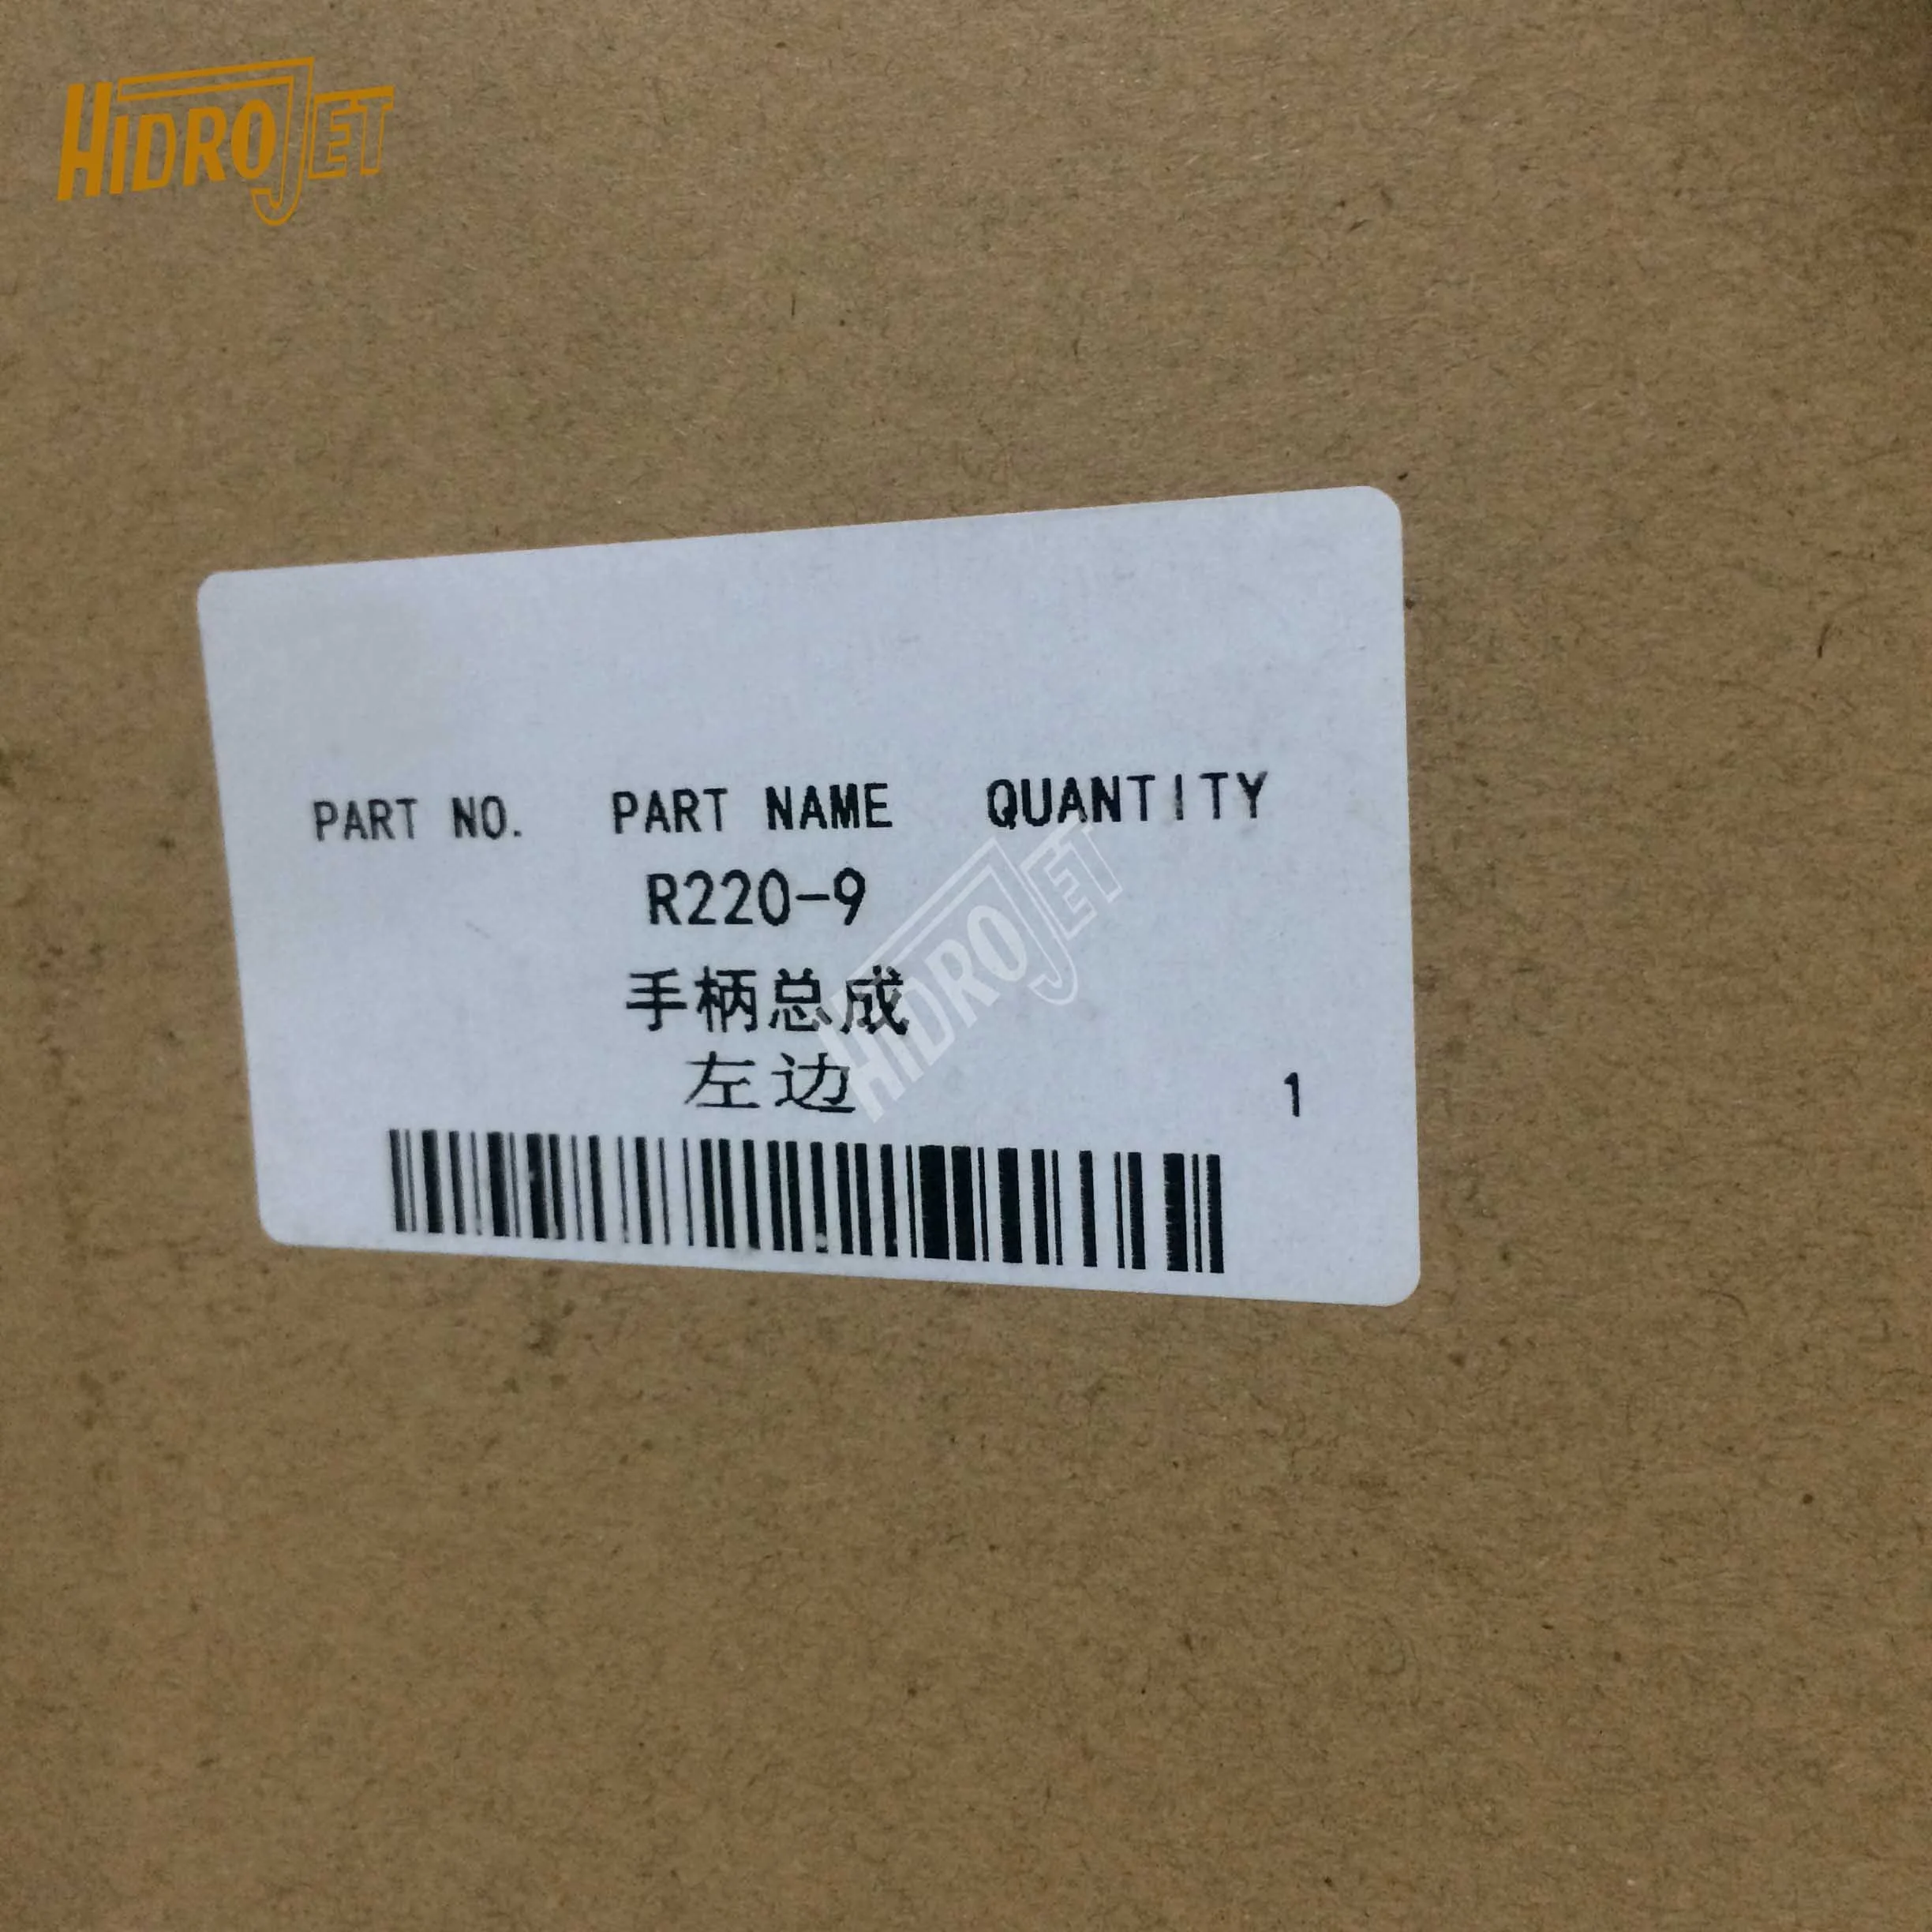 HIDROJET
PART NO. PART NAME QUANTITY
R220-9
HIDROJET
手柄总成
左边 1